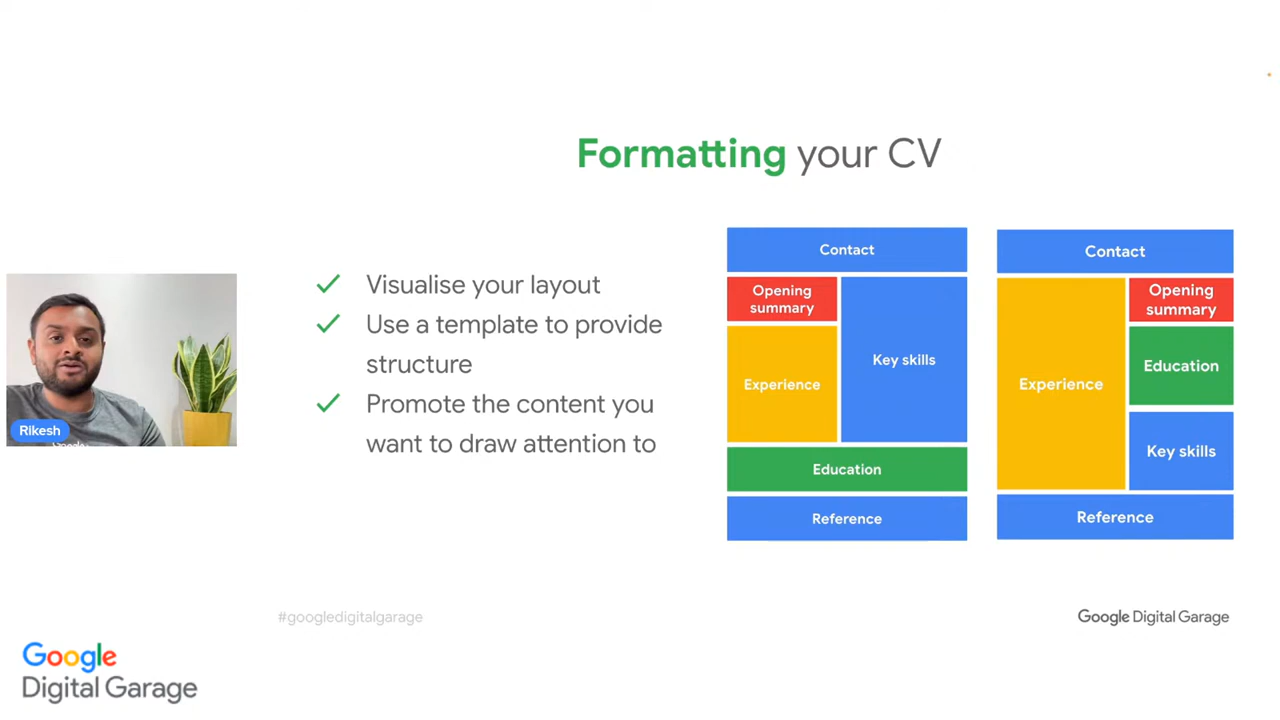 Formatting your CV
Visualise your layout
Use a template to provide
structure
Promote the content you
want to draw attention to
Contact
Opening
summary
Key skills
Experience
Education
Reference
Contact
Experience
Opening
summary
Education
Key skills
Reference
Rikesh
#googledigitalgarage
Google Digital Garage
Google
Digital Garage